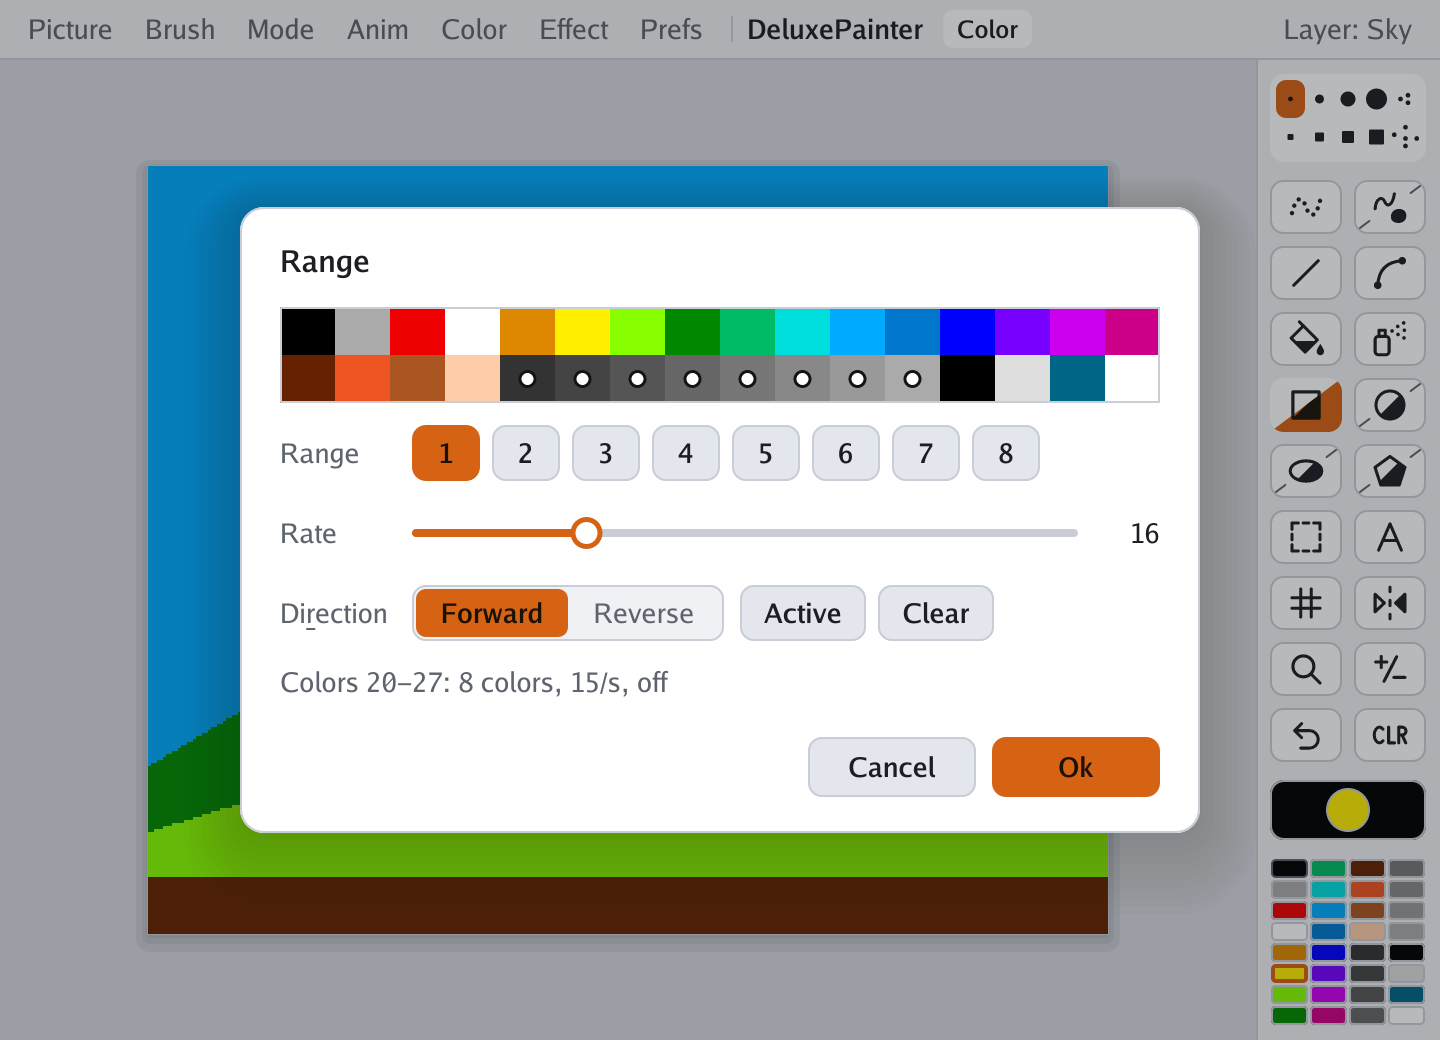 Picture Brush Mode Anim Color Effect Prefs DeluxePainter Color Layer: Sky
Range
Range 1 2 3 4 5 6 7 8
Rate 16
Direction Forward Reverse Active Clear
Colors 20–27: 8 colors, 15/s, off
Cancel Ok
A
CLR